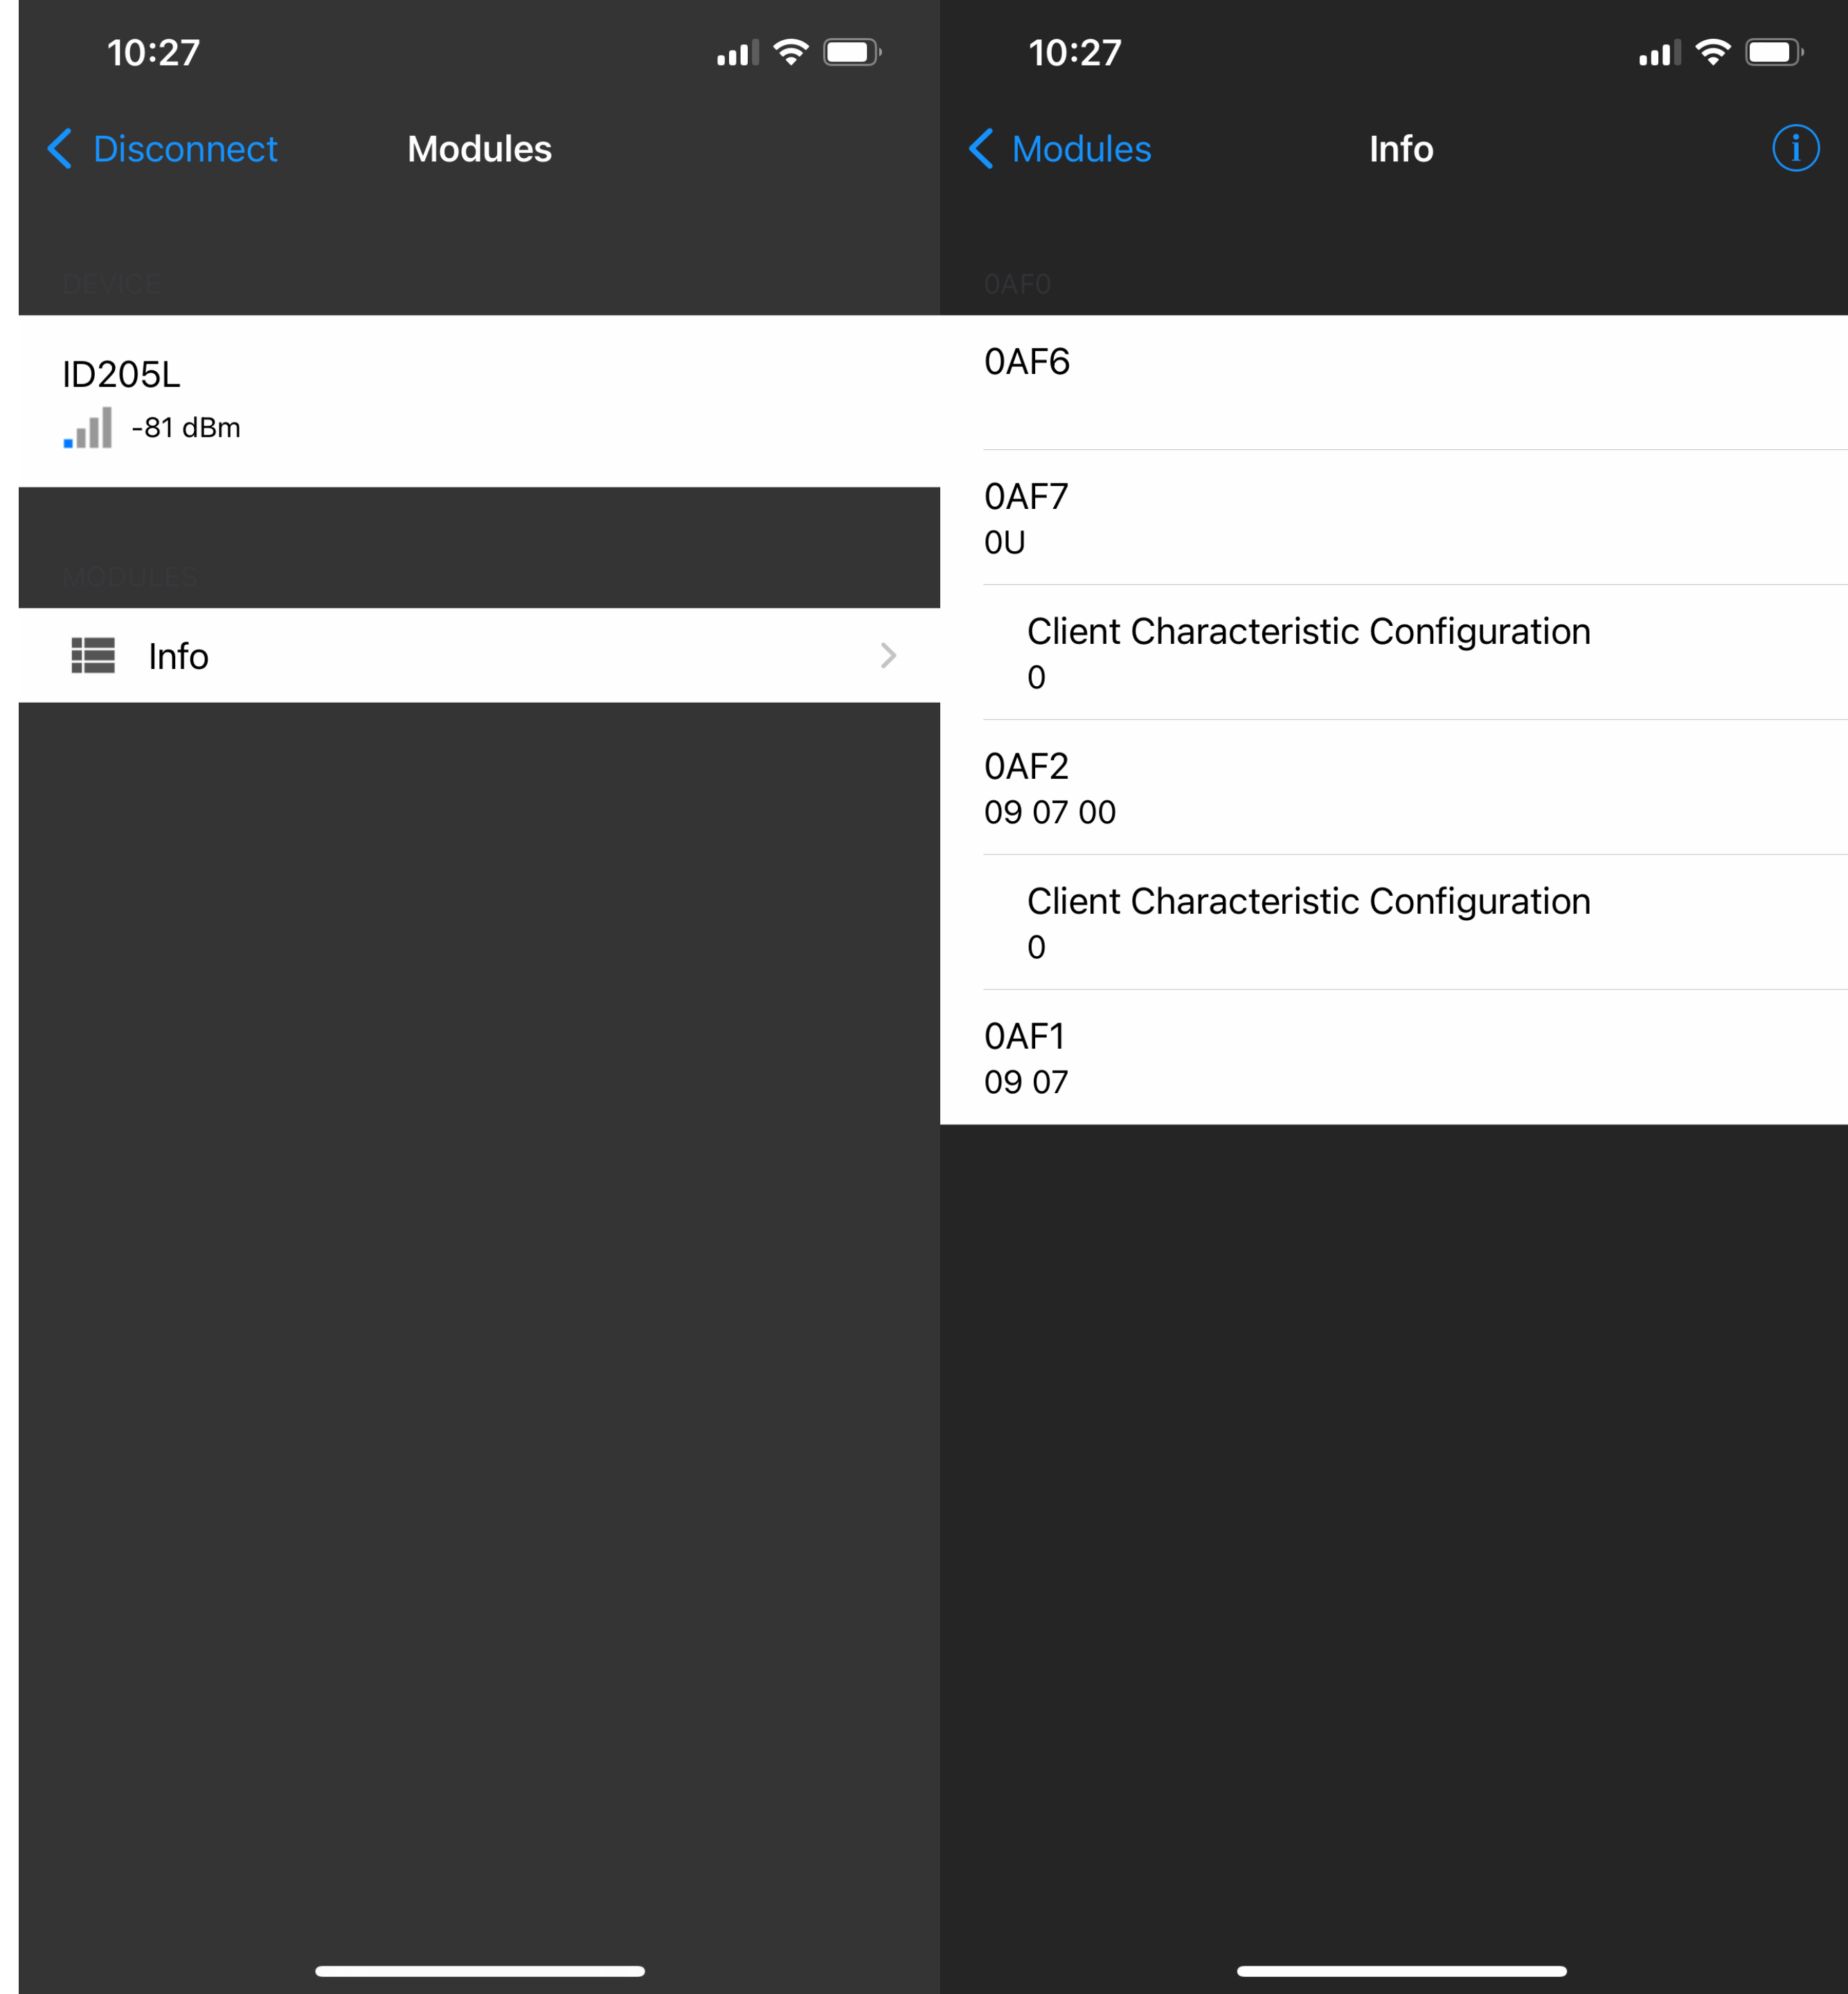 10:27
Disconnect
Modules
DEVICE
ID205L
-81 dBm
MODULES
Info
10:27
Modules
Info
0AF0
0AF6
0AF7
0U
Client Characteristic Configuration
0
0AF2
09 07 00
Client Characteristic Configuration
0
0AF1
09 07